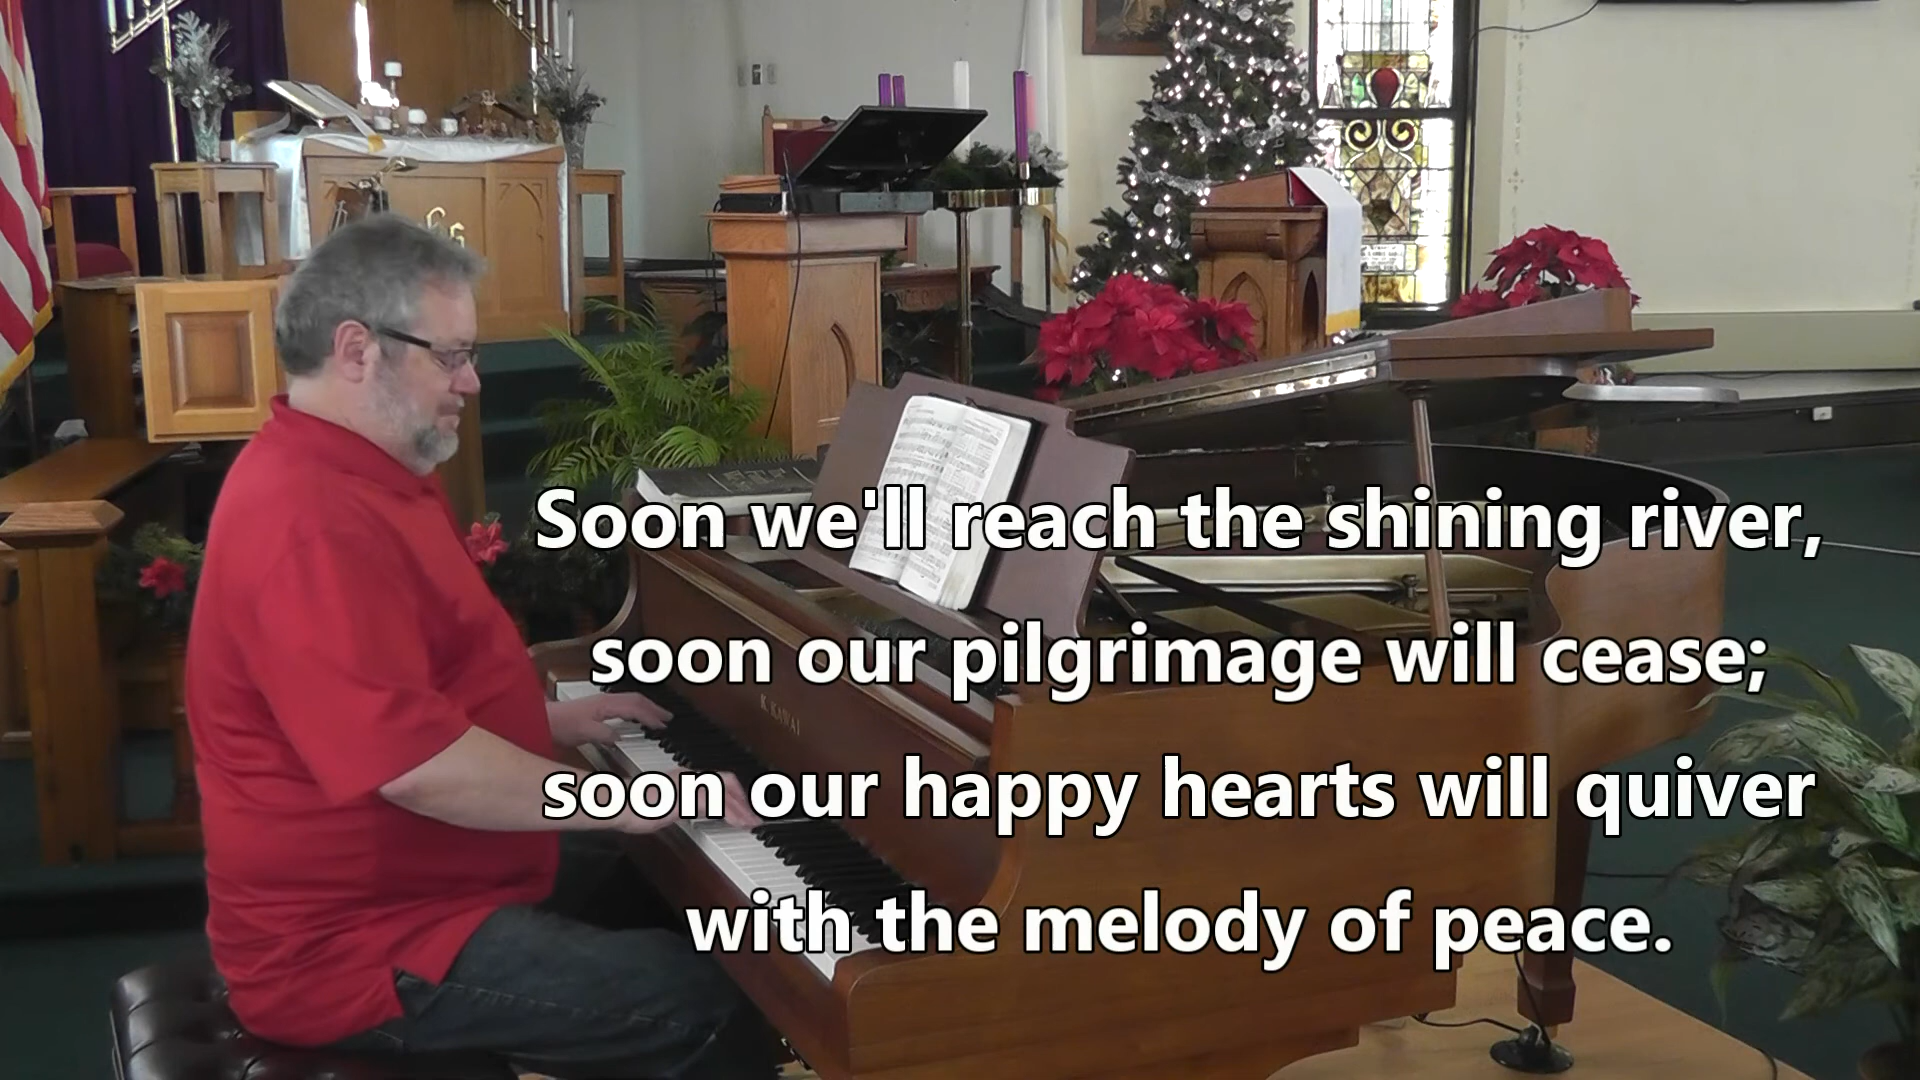 Soon we'll reach the shining river,
soon our pilgrimage will cease;
soon our happy hearts will quiver
with the melody of peace.
K KAWAI